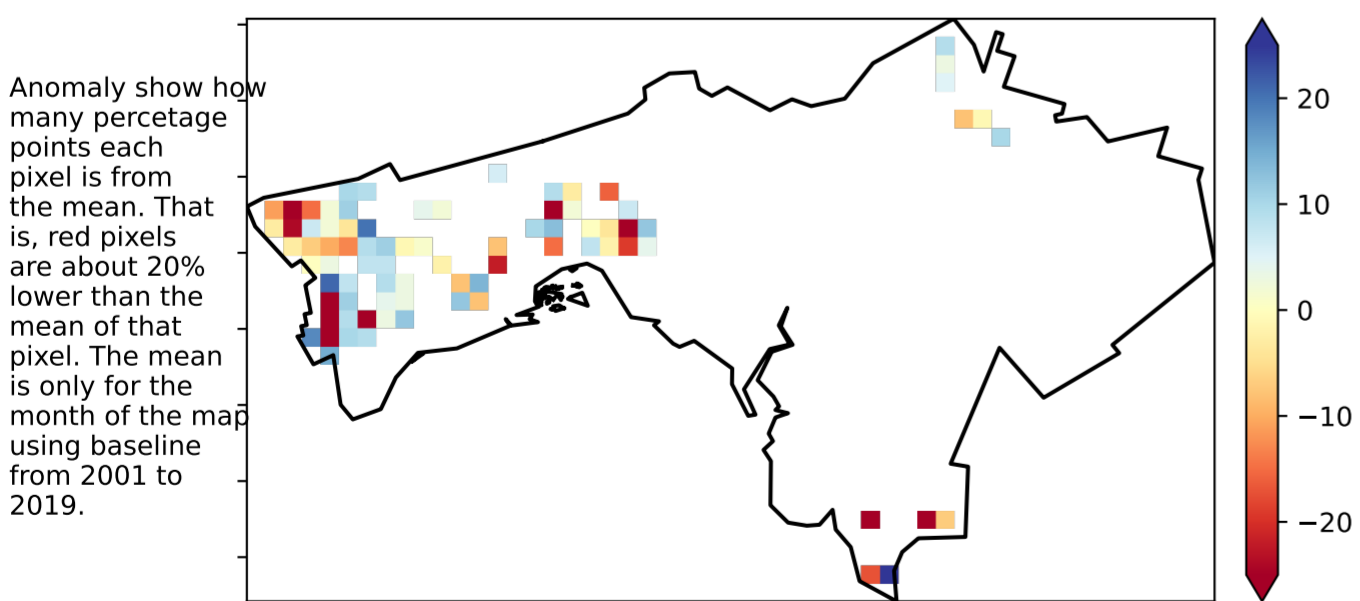 Anomaly show how
many percetage
points each
pixel is from
the mean. That
is, red pixels
are about 20%
lower than the
mean of that
pixel. The mean
is only for the
month of the map
using baseline
from 2001 to
2019.
20
10
0
−10
−20